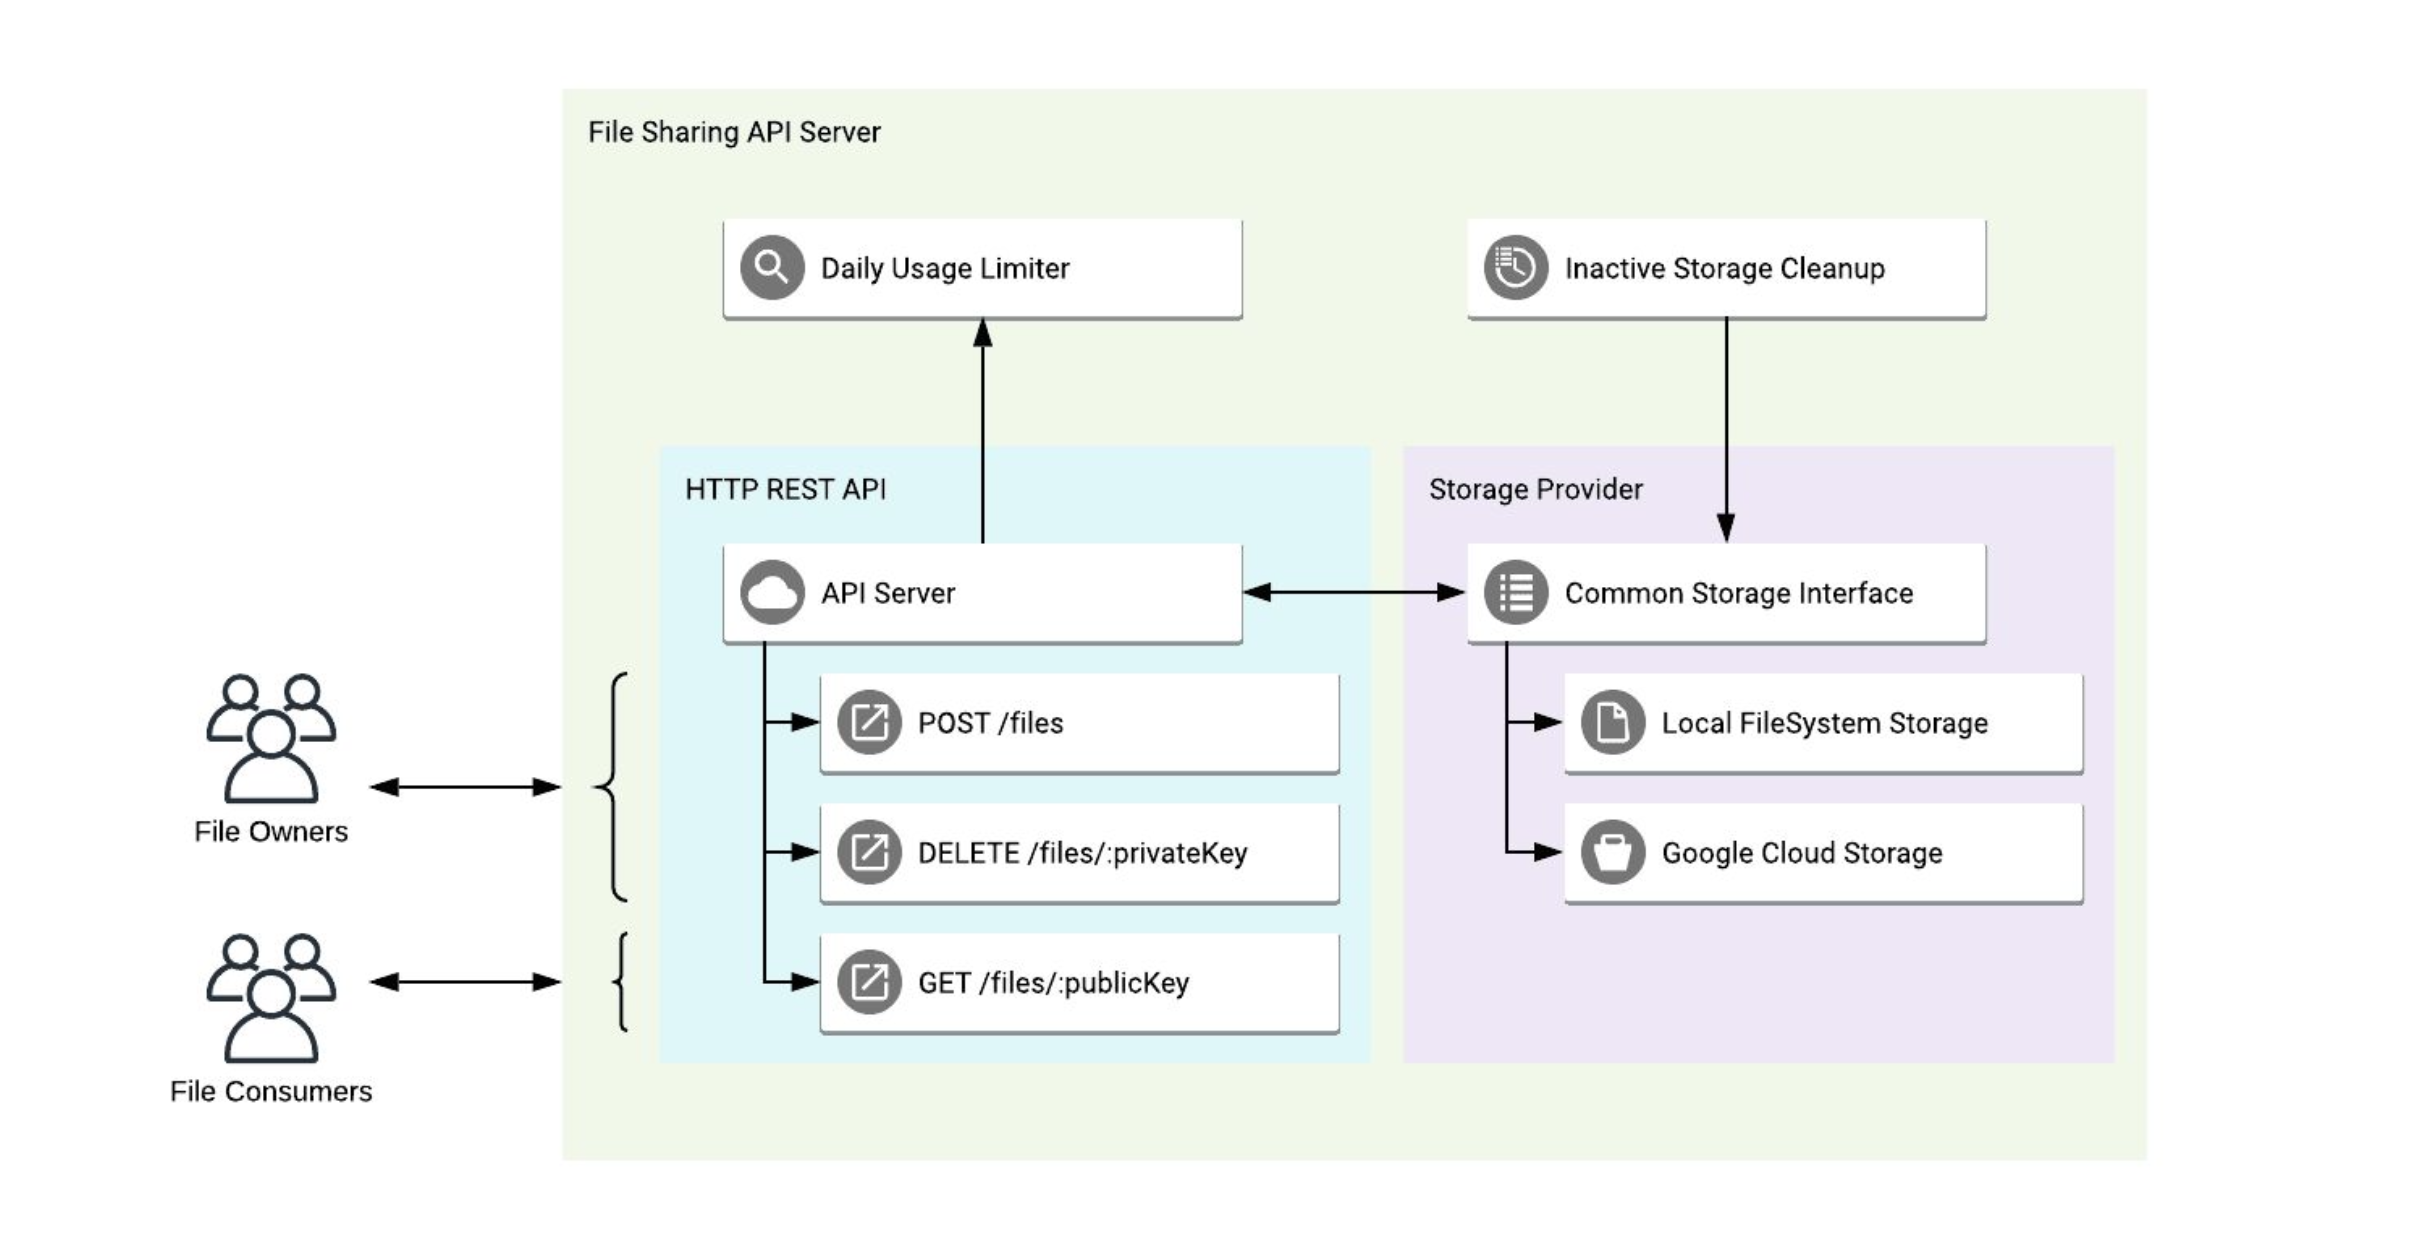 File Sharing API Server
Daily Usage Limiter
Inactive Storage Cleanup
HTTP REST API
Storage Provider
API Server
Common Storage Interface
POST /files
Local FileSystem Storage
DELETE /files/:privateKey
Google Cloud Storage
GET /files/:publicKey
File Owners
File Consumers